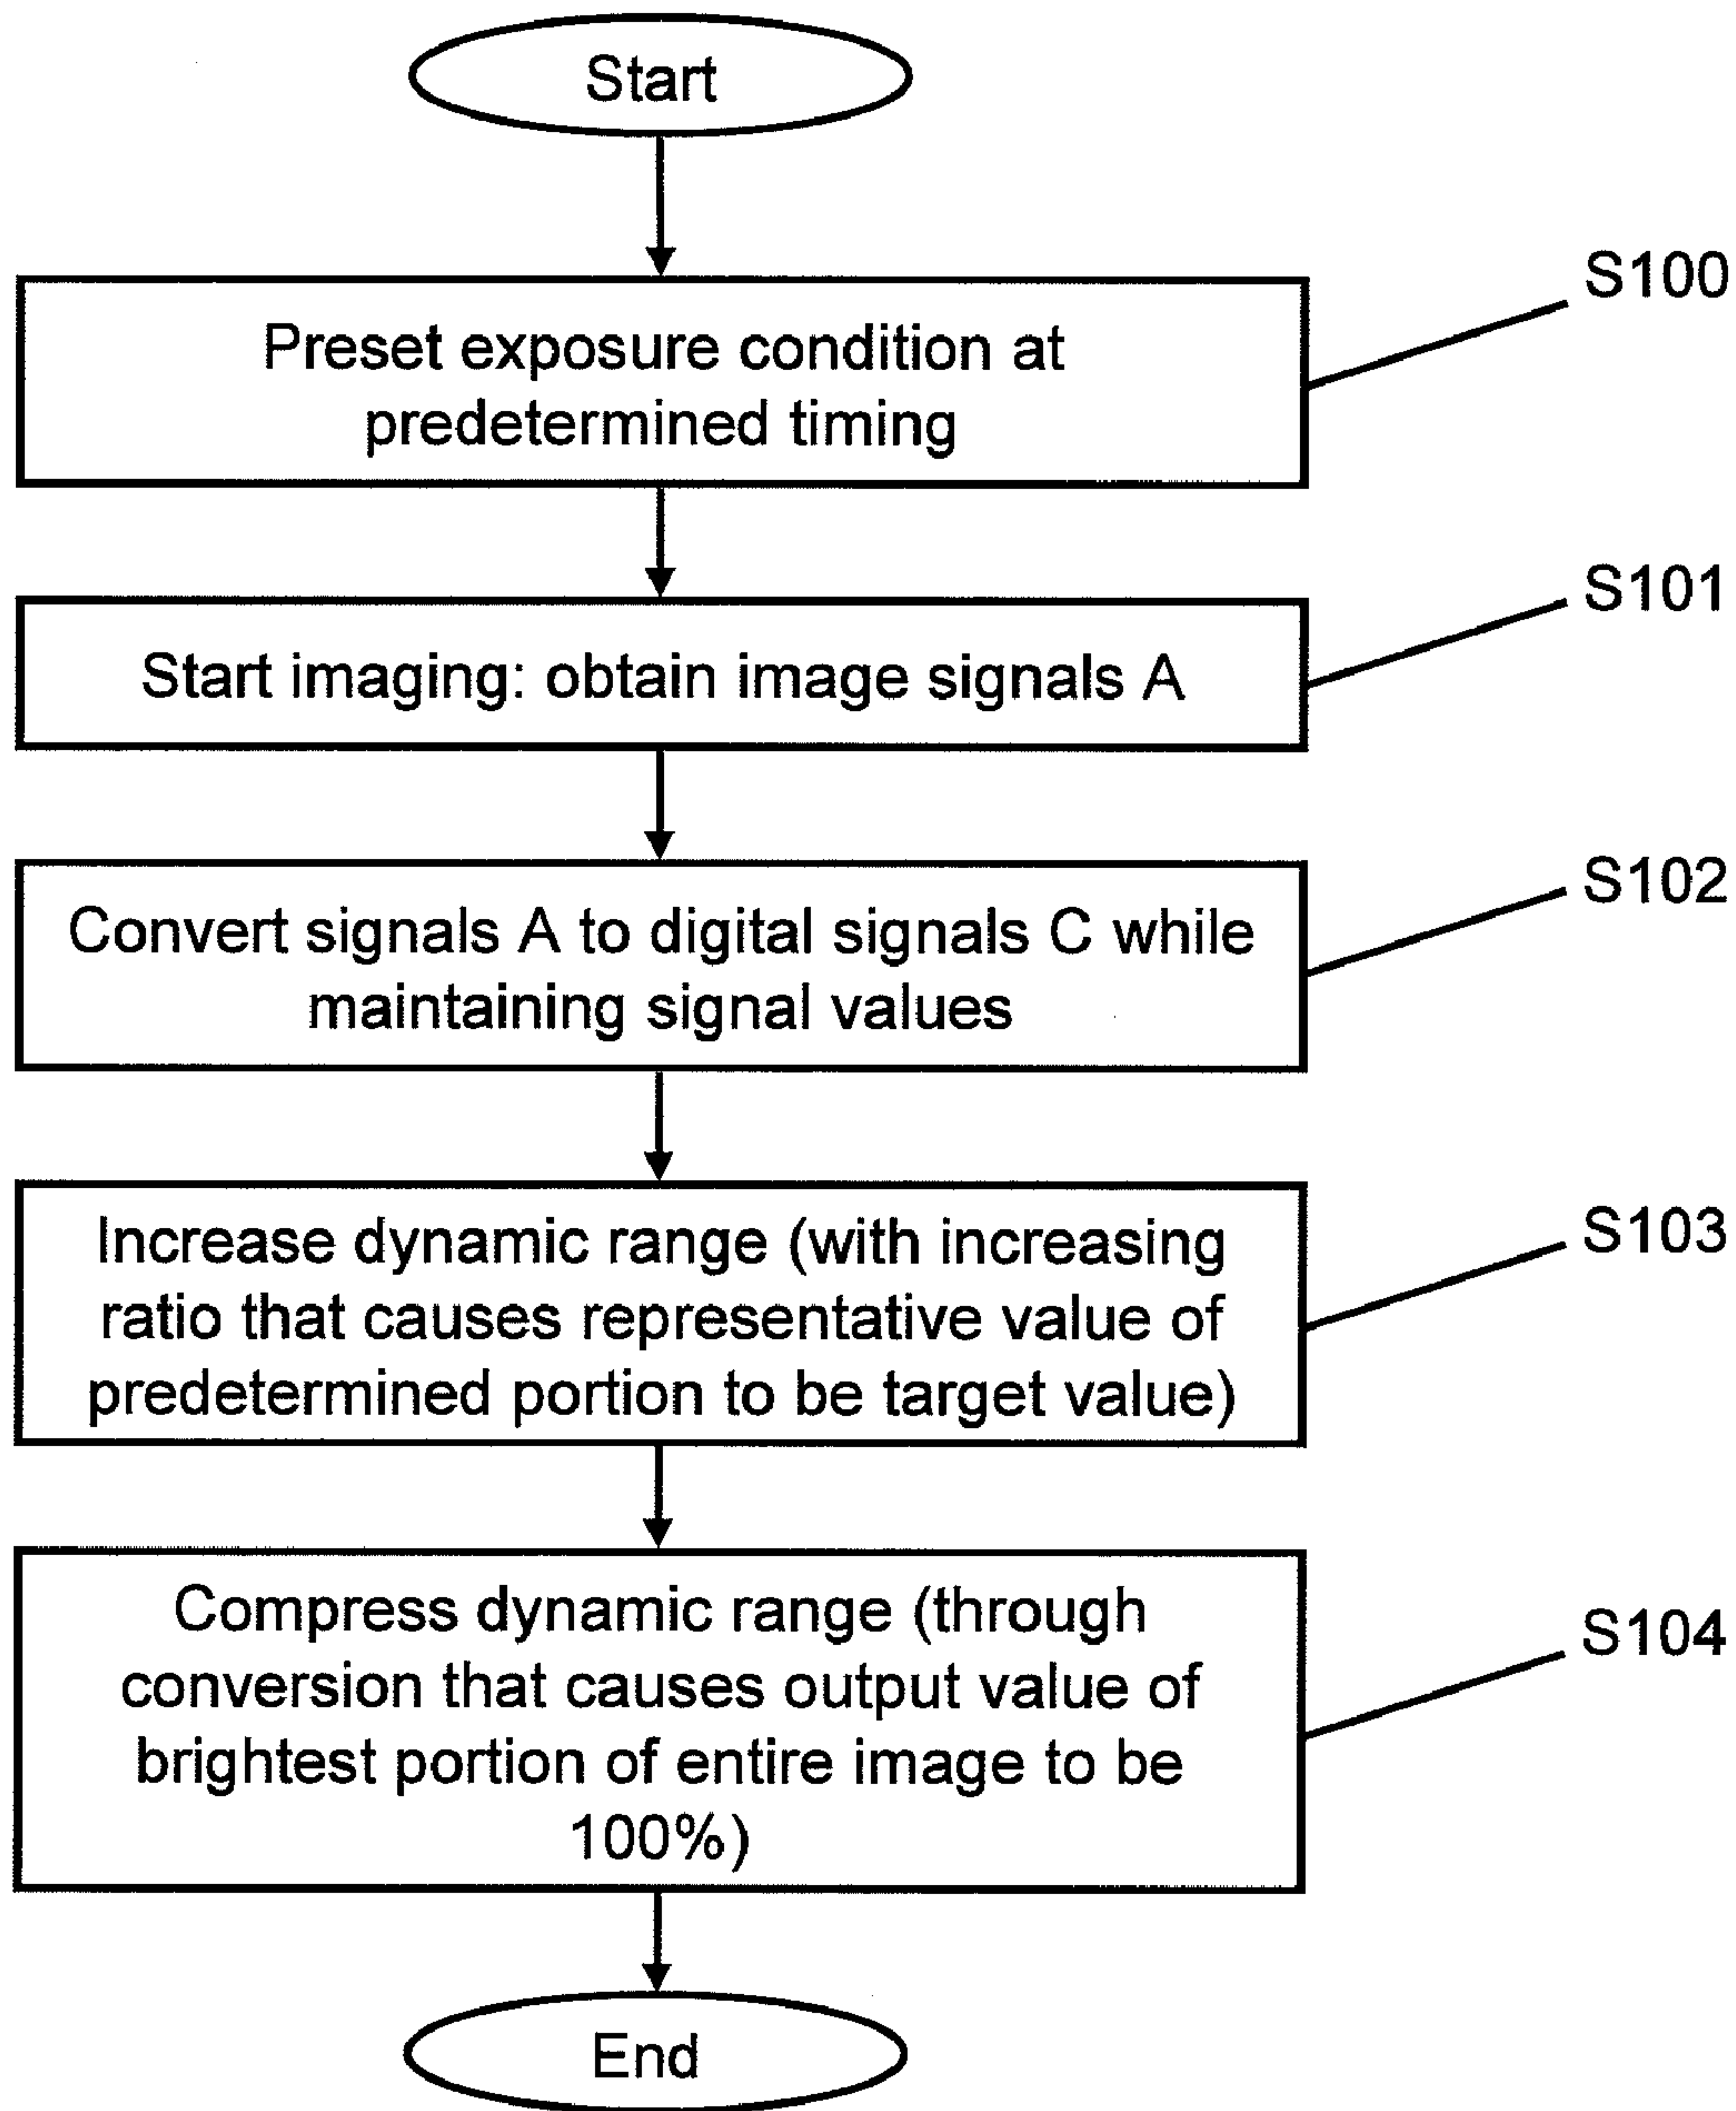 Start
S100
Preset exposure condition at
predetermined timing
S101
Start imaging: obtain image signals A
S102
Convert signals A to digital signals C while
maintaining signal values
S103
Increase dynamic range (with increasing
ratio that causes representative value of
predetermined portion to be target value)
S104
Compress dynamic range (through
conversion that causes output value of
brightest portion of entire image to be
100%)
End